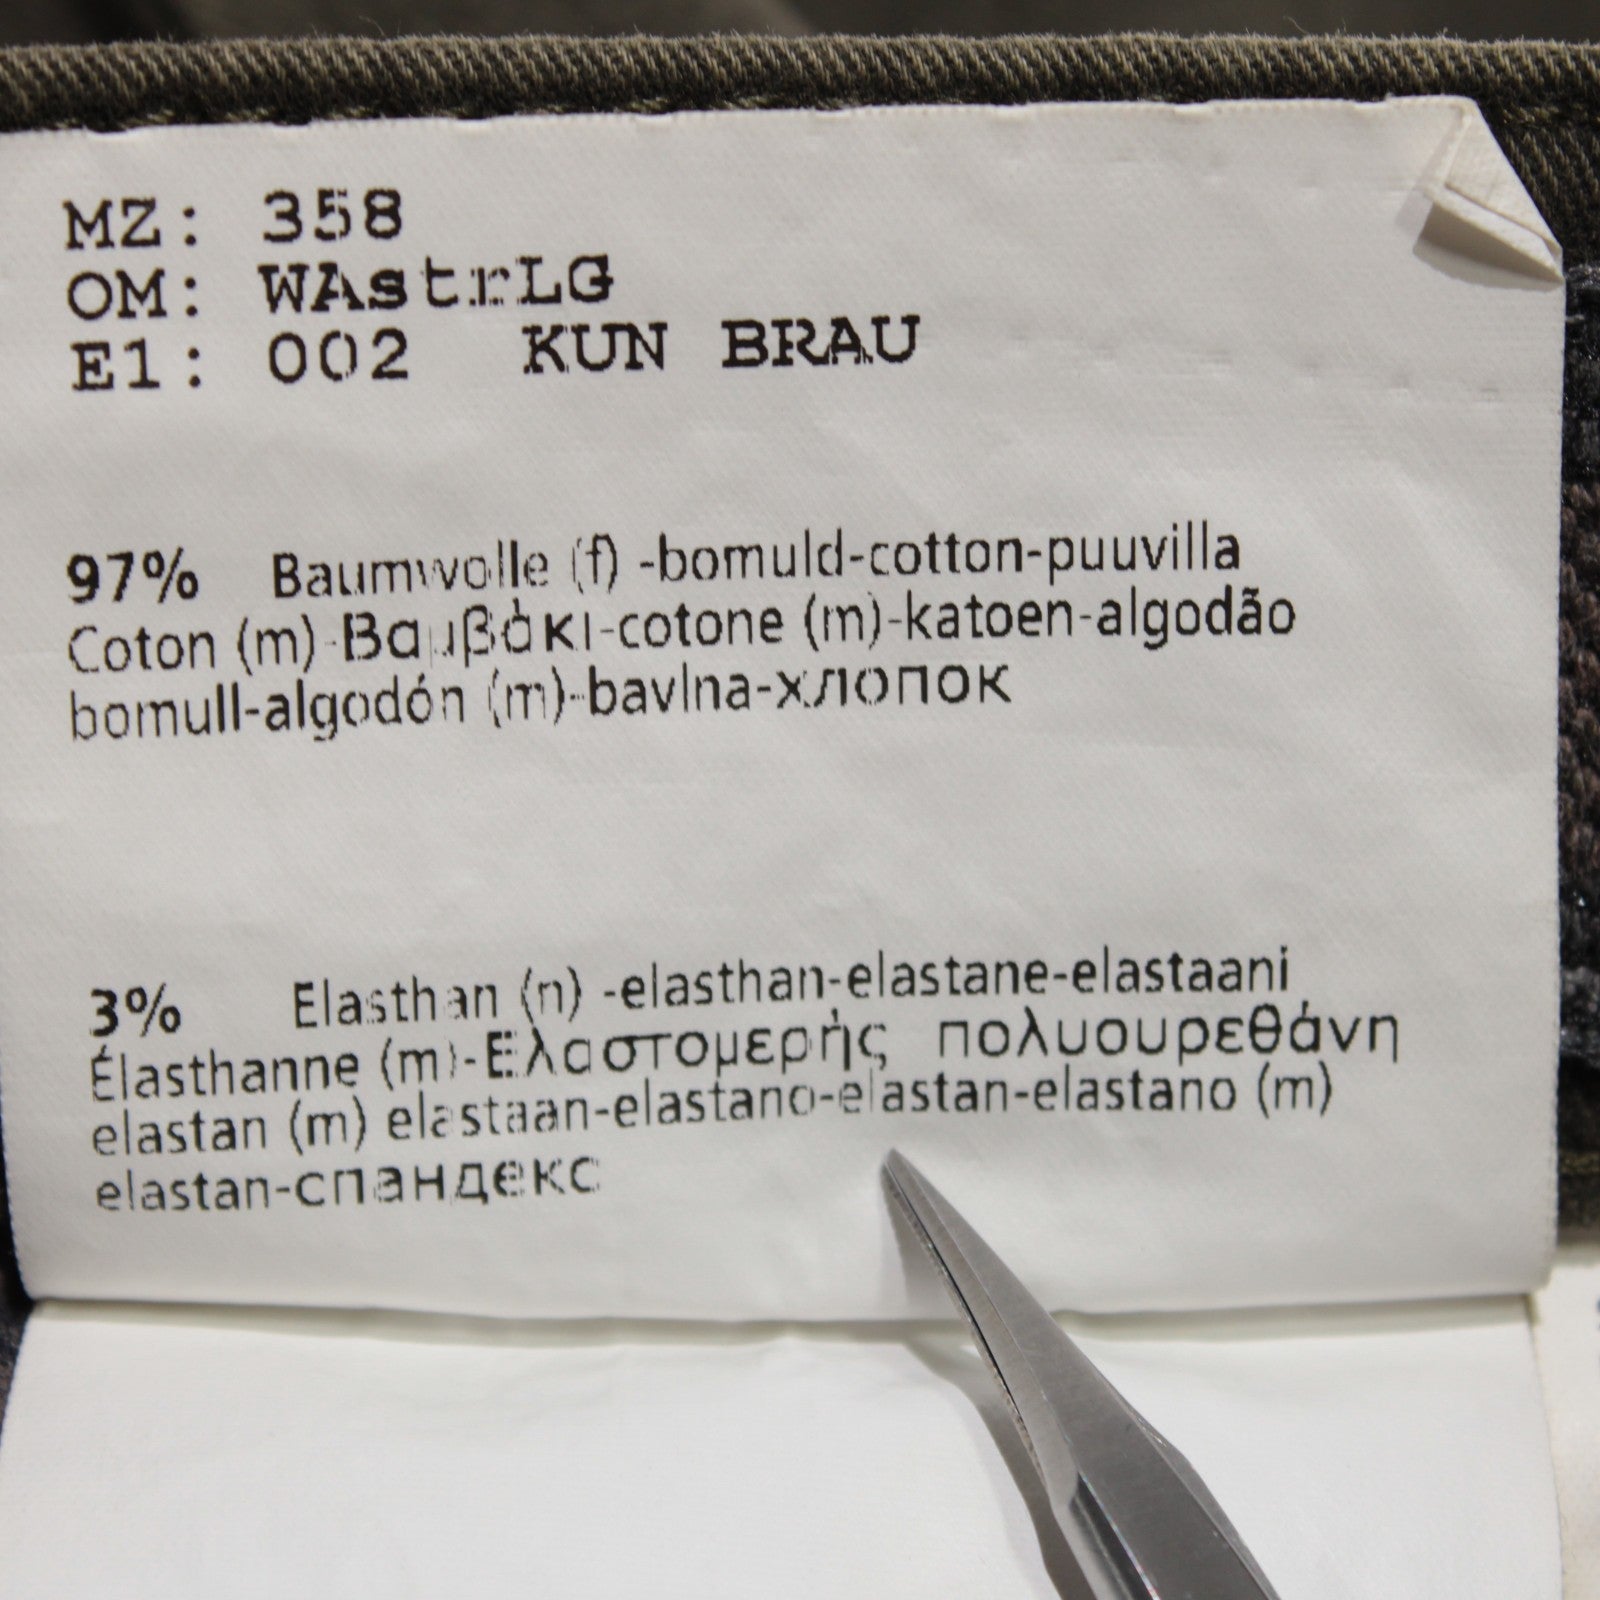 MZ: 358
OM: WAstrLG
E1: 002 KUN BRAU
97% Baumwolle (f) -bomuld-cotton-puuvilla
Coton (m)-Βαμβάκι-cotone (m)-katoen-algodão
bomull-algodón (m)-bavlna-хлопок
3% Elasthan (n) -elasthan-elastane-elastaani
Élasthanne (m)-Ελαστομερής πολυουρεθάνη
elastan (m) elastaan-elastano-elastan-elastano (m)
elastan-спандекс